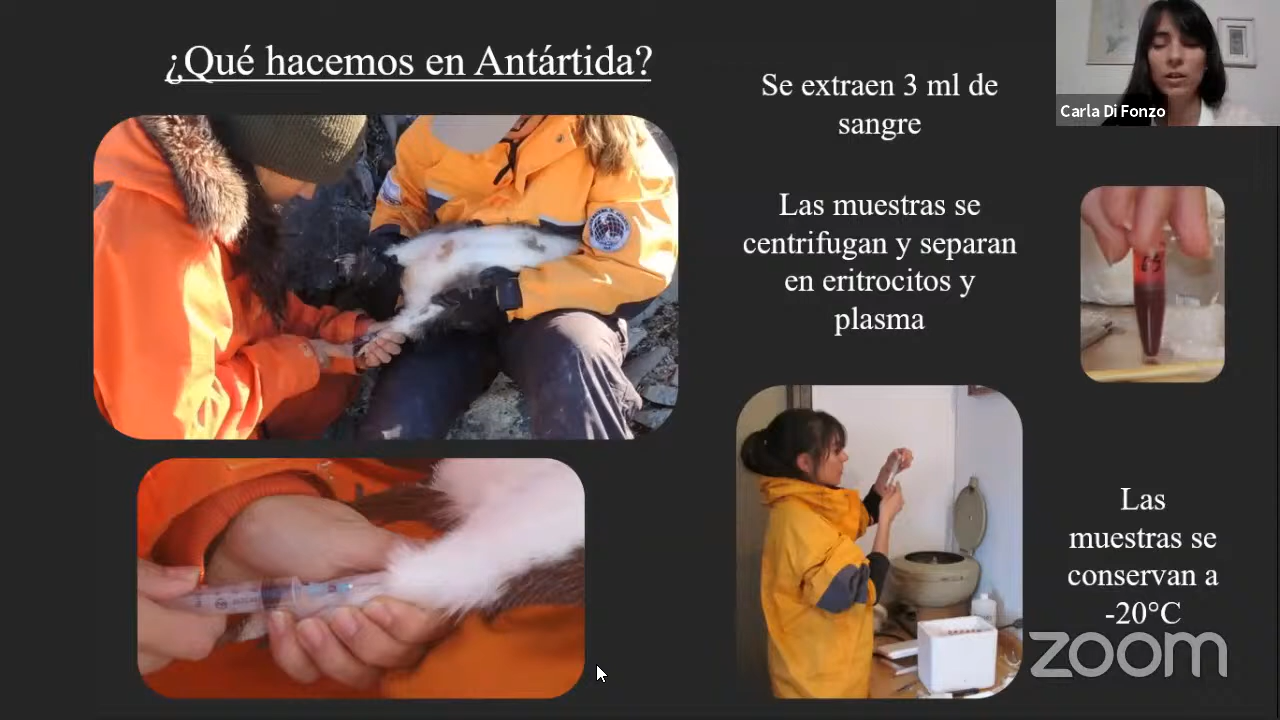 ¿Qué hacemos en Antártida?
Se extraen 3 ml de
sangre
Carla Di Fonzo
Las muestras se
centrifugan y separan
en eritrocitos y
plasma
Las
muestras se
conservan a
-20°C
zoom